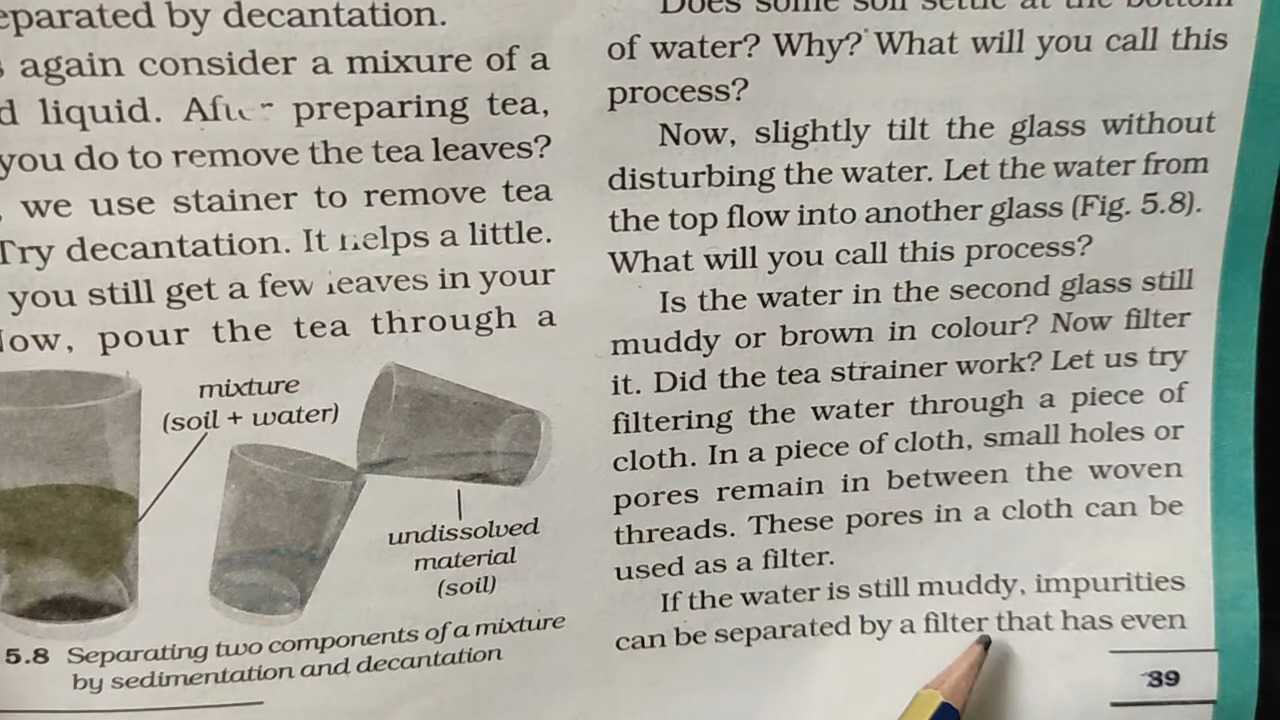 eparated by decantation.
again consider a mixure of a
d liquid. preparing tea,
you do to remove the tea leaves?
, we use stainer to remove tea
Try decantation. It helps a little.
you still get a few leaves in your
Now, pour the tea through a
mixture
(soil + water)
undissolved
material
(soil)
5.8 Separating two components of a mixture
by sedimentation and decantation
Does some soil settle at the bottom
of water? Why? What will you call this
process?
Now, slightly tilt the glass without
disturbing the water. Let the water from
the top flow into another glass (Fig. 5.8).
What will you call this process?
Is the water in the second glass still
muddy or brown in colour? Now filter
it. Did the tea strainer work? Let us try
filtering the water through a piece of
cloth. In a piece of cloth, small holes or
pores remain in between the woven
threads. These pores in a cloth can be
used as a filter.
If the water is still muddy, impurities
can be separated by a filter that has even
39